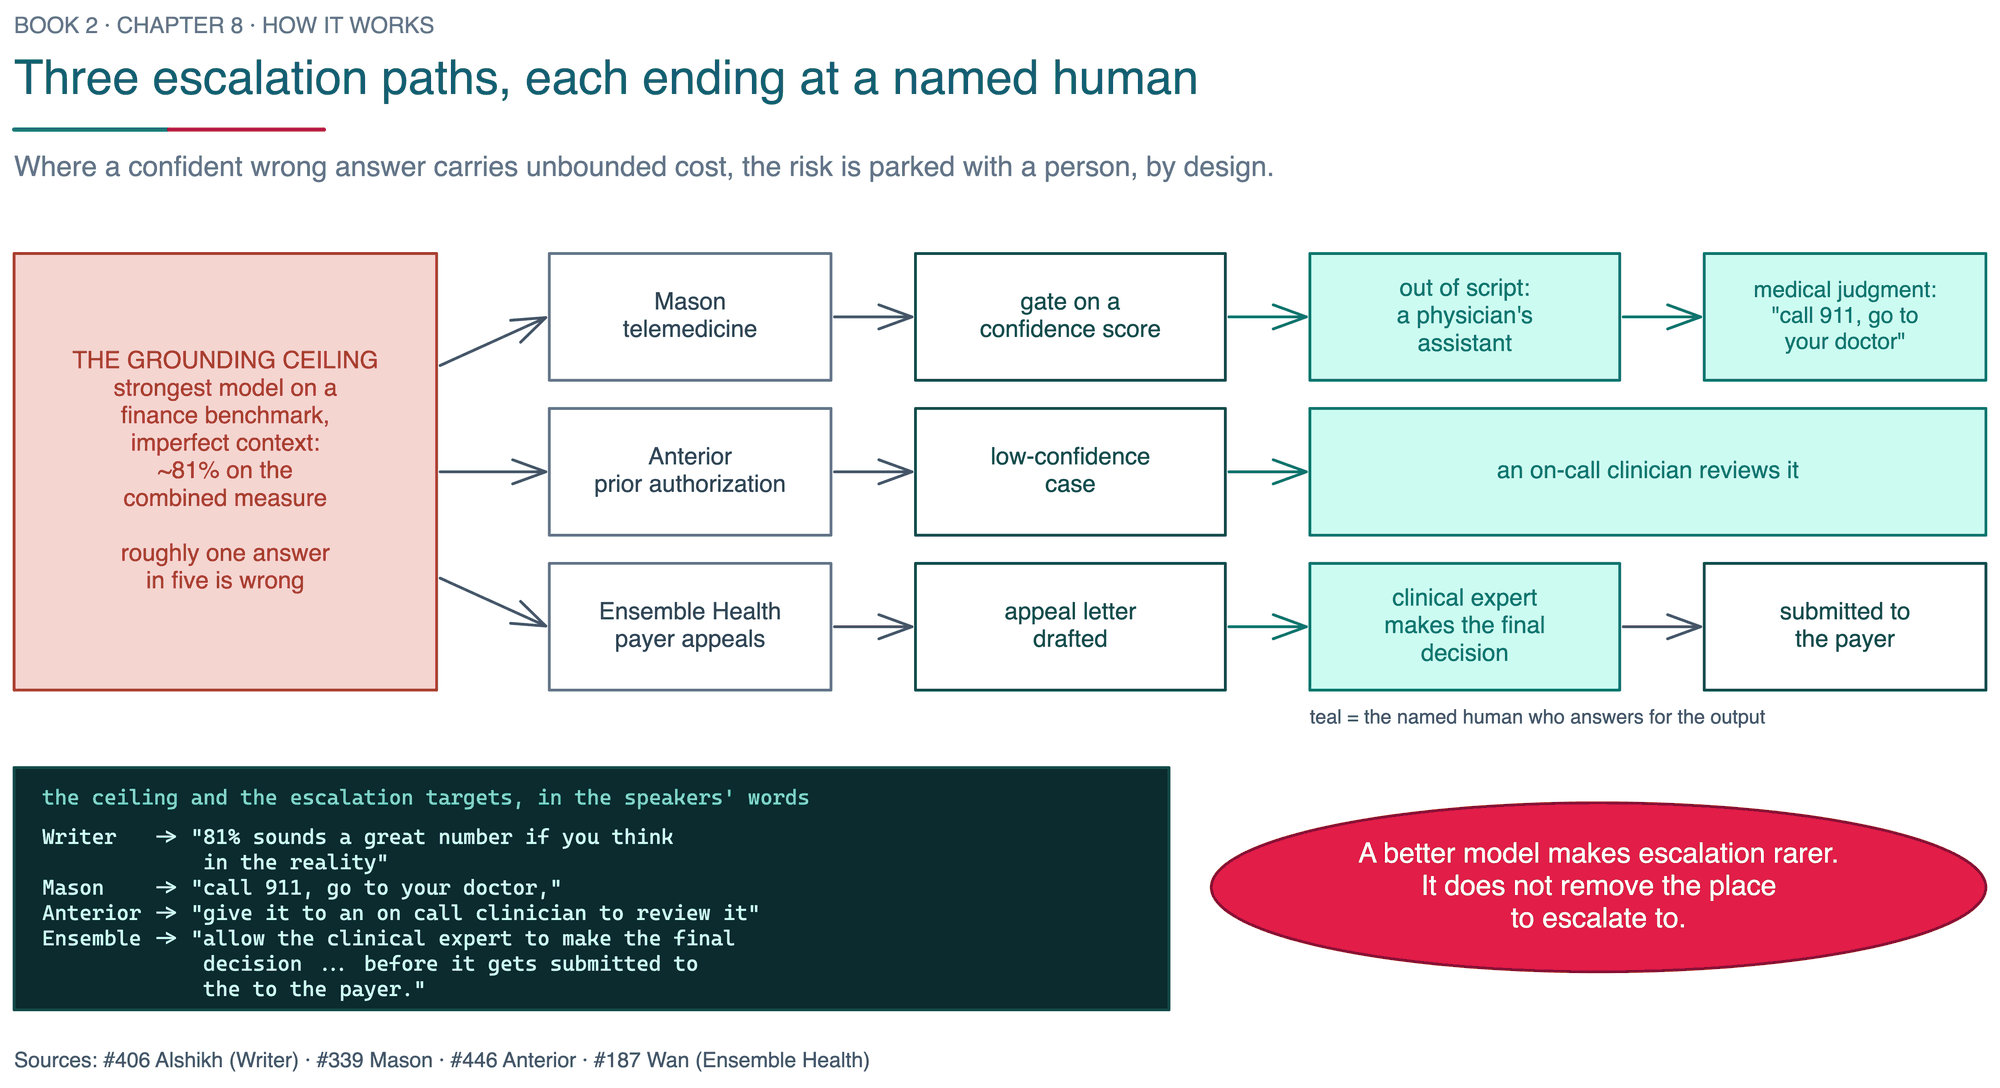 BOOK 2 · CHAPTER 8 · HOW IT WORKS
Three escalation paths, each ending at a named human
Where a confident wrong answer carries unbounded cost, the risk is parked with a person, by design.
THE GROUNDING CEILING
strongest model on a
finance benchmark,
imperfect context:
~81% on the
combined measure
roughly one answer
in five is wrong
Mason
telemedicine
gate on a
confidence score
out of script:
a physician's
assistant
medical judgment:
"call 911, go to
your doctor"
Anterior
prior authorization
low-confidence
case
an on-call clinician reviews it
Ensemble Health
payer appeals
appeal letter
drafted
clinical expert
makes the final
decision
submitted to
the payer
teal = the named human who answers for the output
the ceiling and the escalation targets, in the speakers' words
Writer → "81% sounds a great number if you think
in the reality"
Mason → "call 911, go to your doctor,"
Anterior → "give it to an on call clinician to review it"
Ensemble → "allow the clinical expert to make the final
decision ... before it gets submitted to
the to the payer."
A better model makes escalation rarer.
It does not remove the place
to escalate to.
Sources: #406 Alshikh (Writer) · #339 Mason · #446 Anterior · #187 Wan (Ensemble Health)